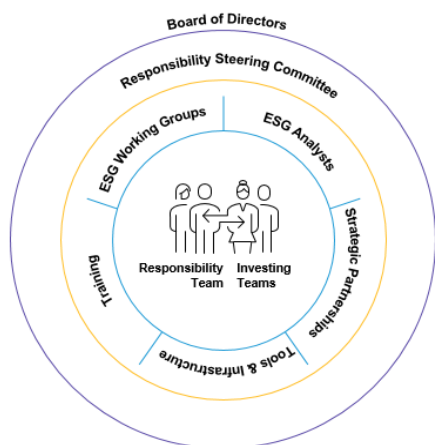 Board of Directors
Responsibility Steering Committee
ESG Working Groups
ESG Analysts
Strategic Partnerships
Tools & Infrastructure
Training
Responsibility Team
Investing Teams